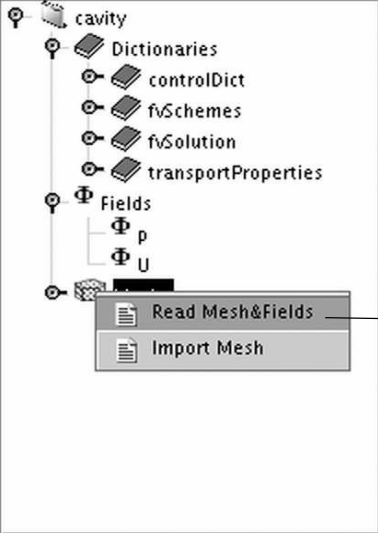 cavity
Dictionaries
controlDict
fvSchemes
fvSolution
transportProperties
Φ Fields
Φ p
Φ U
Read Mesh&Fields
Import Mesh